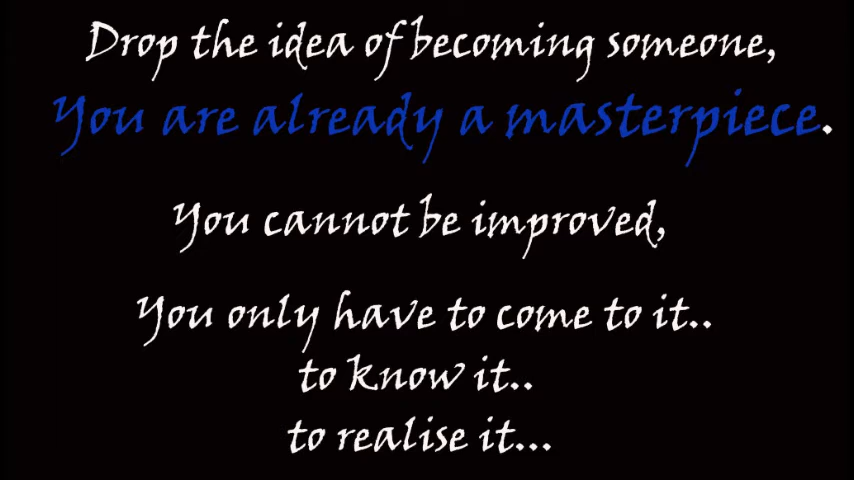 Drop the idea of becoming someone,
You are already a masterpiece.
You cannot be improved,
You only have to come to it..
to know it..
to realise it...